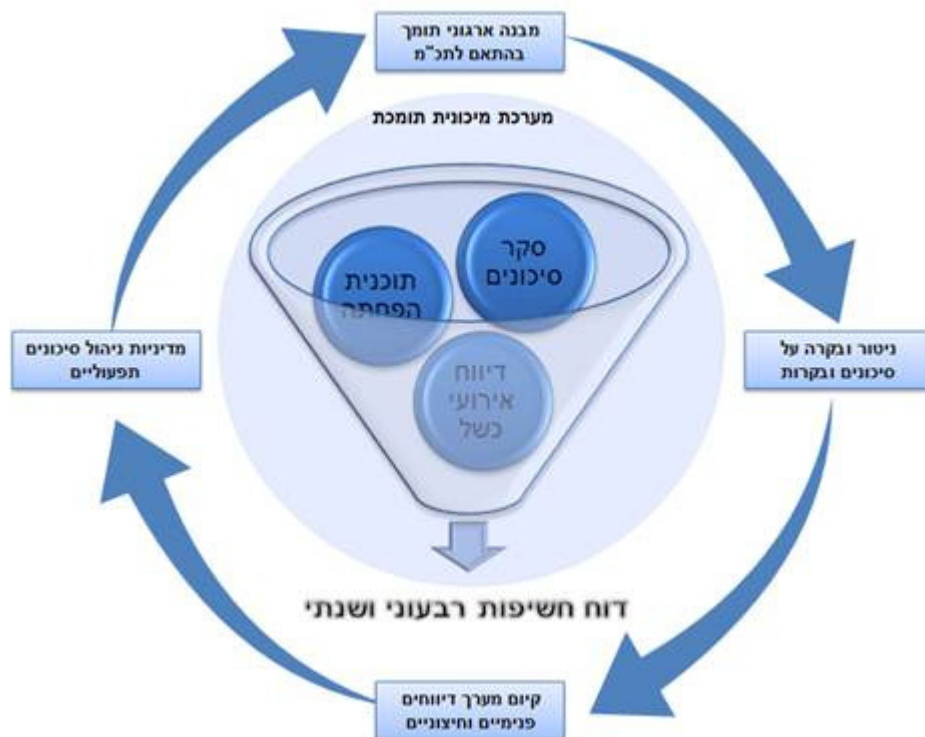 מבנה ארגוני תומך
בהתאם לתכ"מ
מערכת מיכונית תומכת
סקר
סיכונים
תוכנית
הפחתה
דיווח
אירועי
כשל
ניטור ובקרה על
סיכונים ובקרות
מדיניות ניהול סיכונים
תפעוליים
דוח חשיפות רבעוני ושנתי
קיום מערך דיווחים
פנימיים וחיצוניים